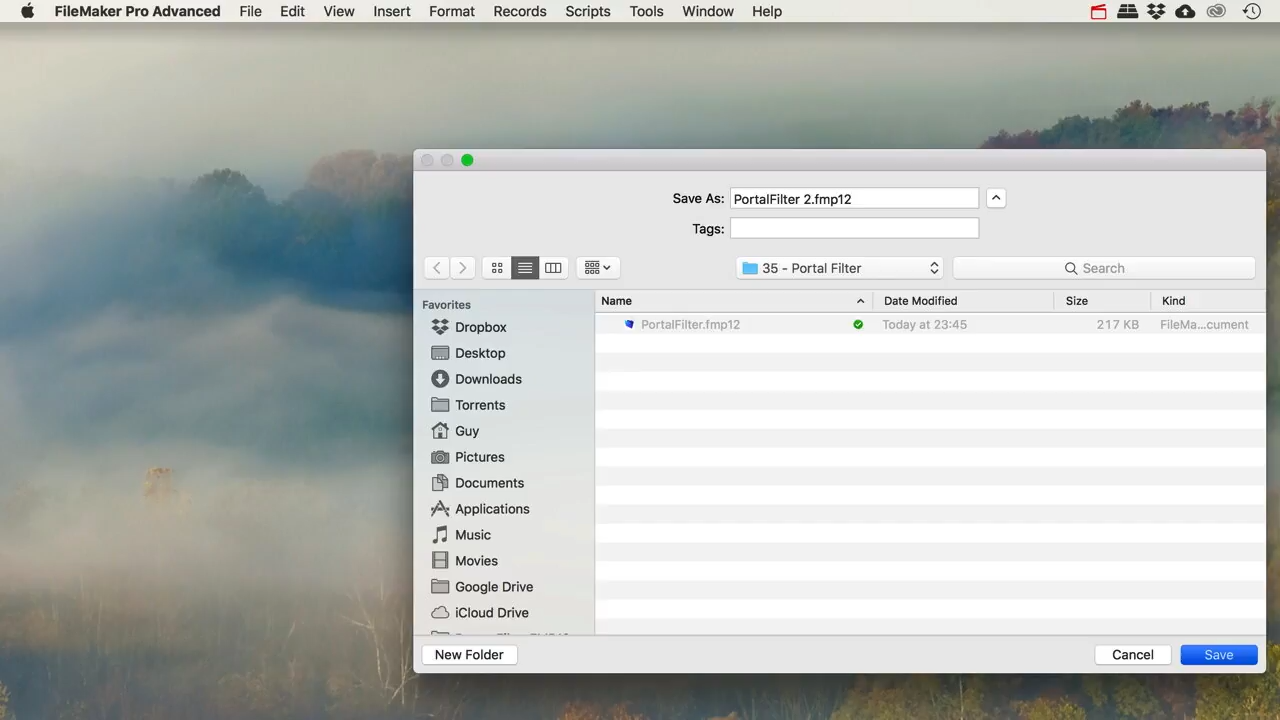 FileMaker Pro Advanced File Edit View Insert Format Records Scripts Tools Window Help
Save As: PortalFilter 2.fmp12
Tags:
35 - Portal Filter Search
Favorites
Dropbox
Desktop
Downloads
Torrents
Guy
Pictures
Documents
Applications
Music
Movies
Google Drive
iCloud Drive
Name Date Modified Size Kind
PortalFilter.fmp12 Today at 23:45 217 KB FileMa...cument
New Folder Cancel Save